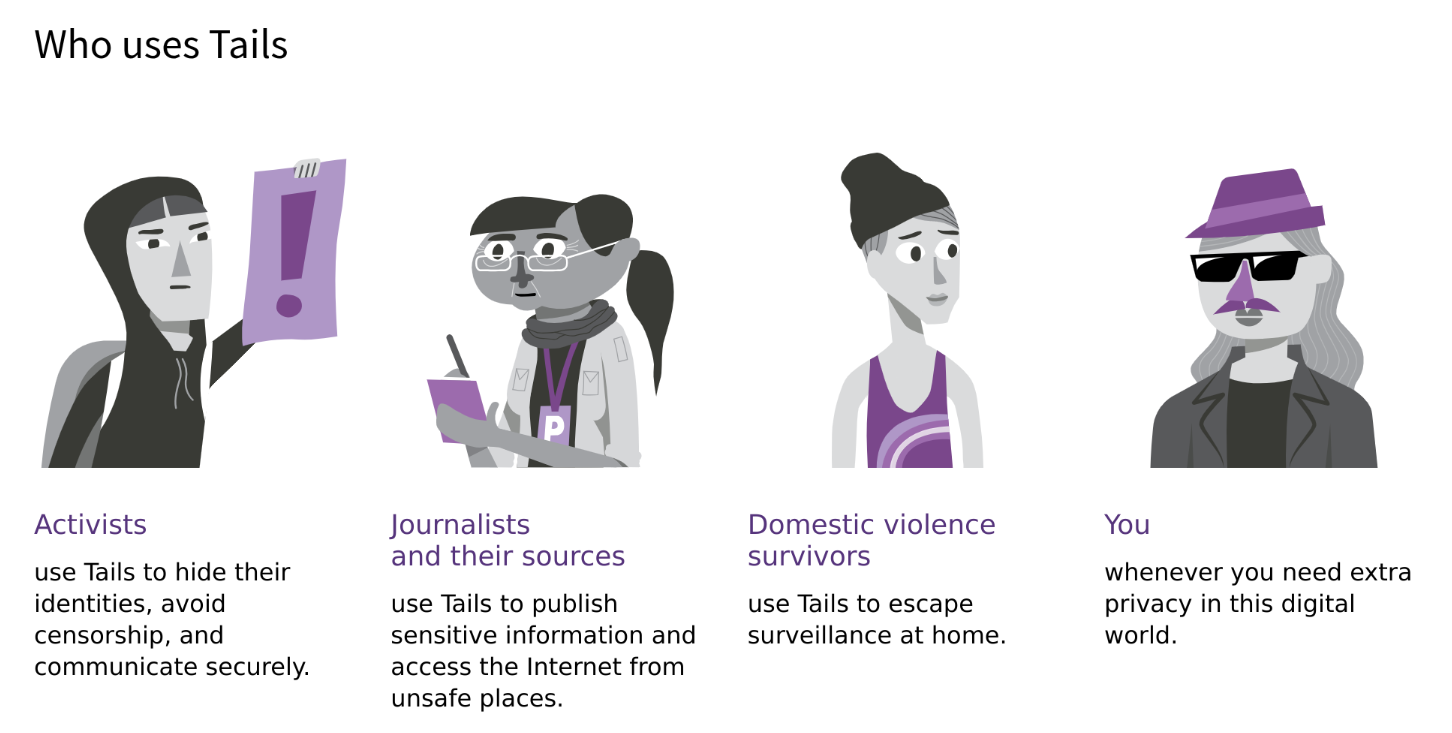 Who uses Tails
P
Activists
use Tails to hide their
identities, avoid
censorship, and
communicate securely.
Journalists
and their sources
use Tails to publish
sensitive information and
access the Internet from
unsafe places.
Domestic violence
survivors
use Tails to escape
surveillance at home.
You
whenever you need extra
privacy in this digital
world.